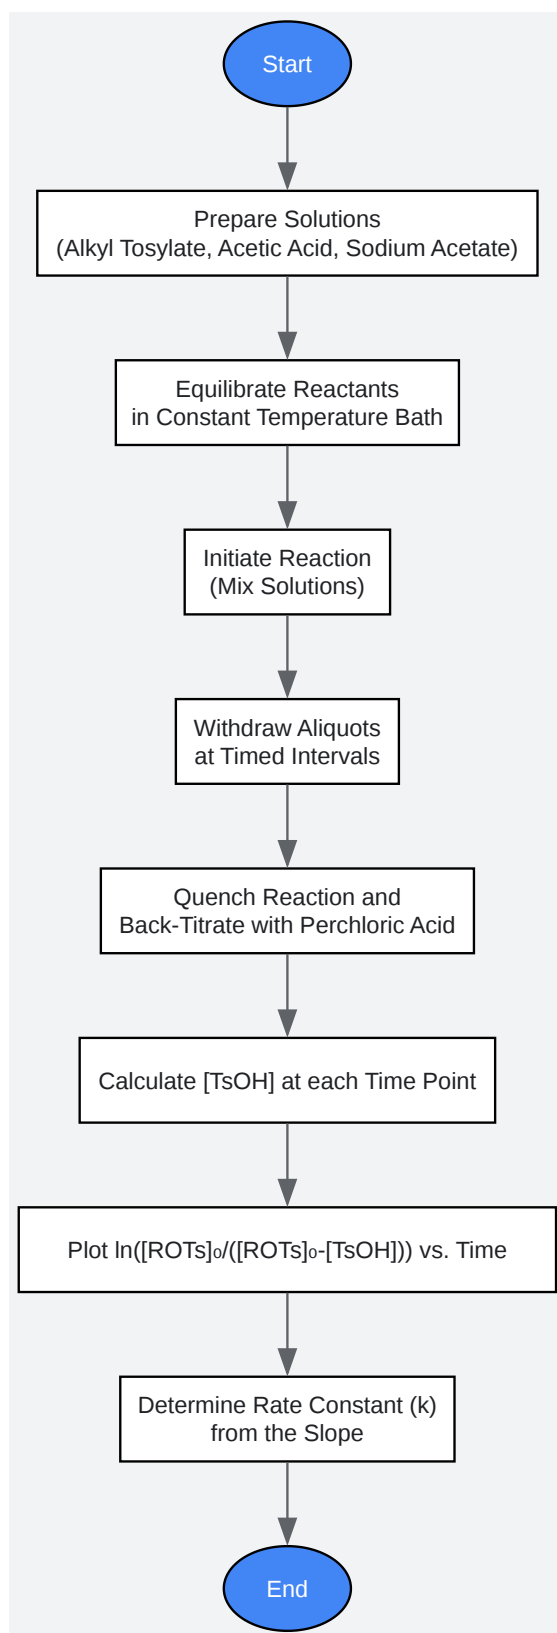 Start
Prepare Solutions
(Alkyl Tosylate, Acetic Acid, Sodium Acetate)
Equilibrate Reactants
in Constant Temperature Bath
Initiate Reaction
(Mix Solutions)
Withdraw Aliquots
at Timed Intervals
Quench Reaction and
Back-Titrate with Perchloric Acid
Calculate [TsOH] at each Time Point
Plot ln([ROTs]₀/([ROTs]₀-[TsOH])) vs. Time
Determine Rate Constant (k)
from the Slope
End